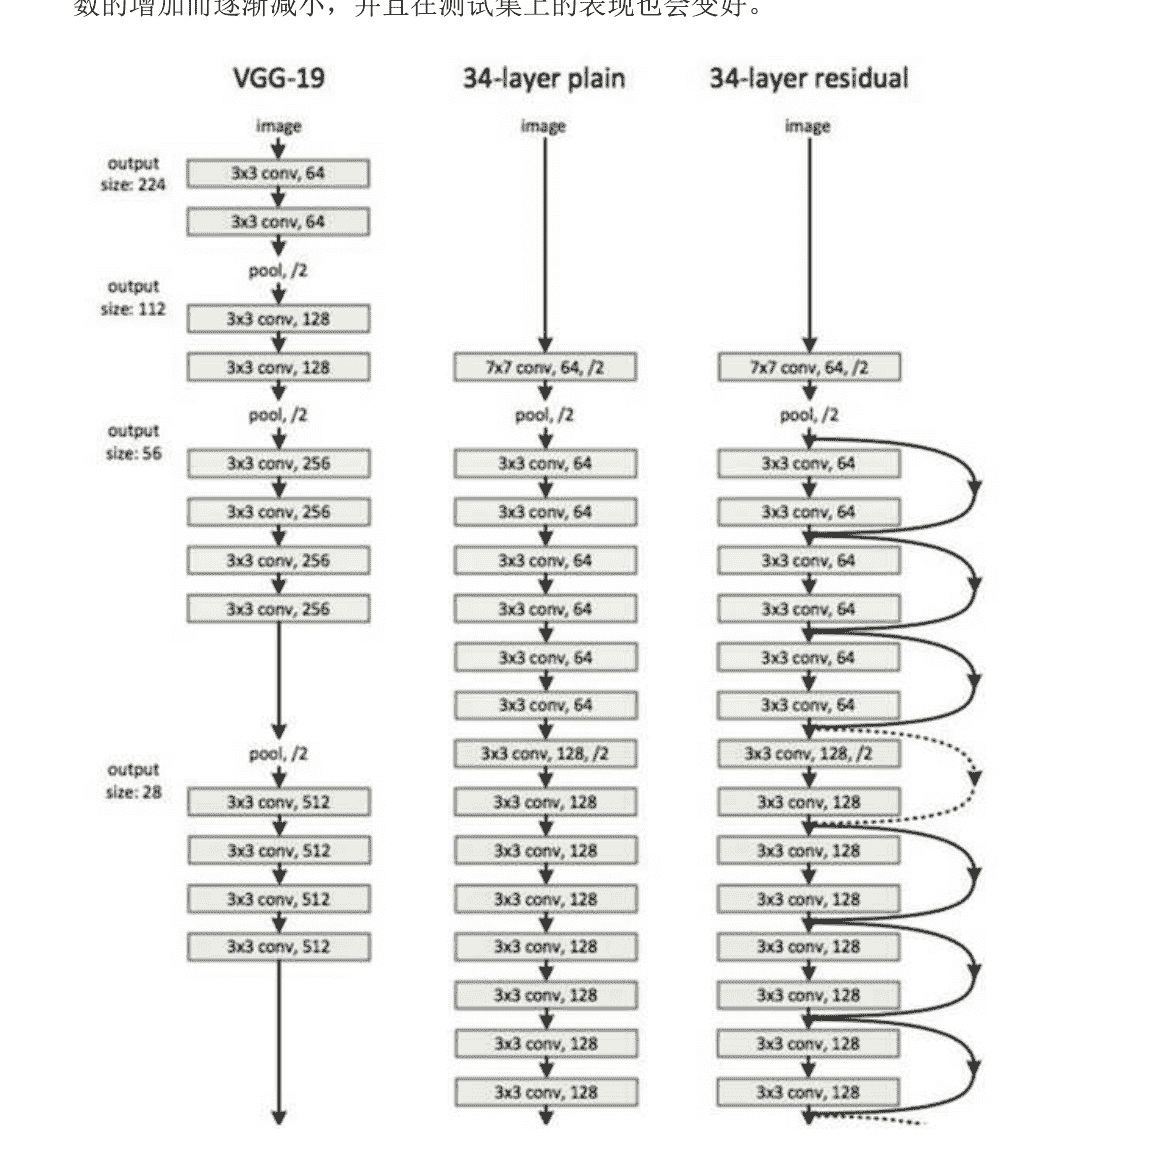 数的增加而逐渐减小，并且在测试集上的表现也会变好。
VGG-19
image
output
size: 224
3x3 conv, 64
3x3 conv, 64
pool, /2
output
size: 112
3x3 conv, 128
3x3 conv, 128
pool, /2
output
size: 56
3x3 conv, 256
3x3 conv, 256
3x3 conv, 256
3x3 conv, 256
pool, /2
output
size: 28
3x3 conv, 512
3x3 conv, 512
3x3 conv, 512
3x3 conv, 512
34-layer plain
image
7x7 conv, 64, /2
pool, /2
3x3 conv, 64
3x3 conv, 64
3x3 conv, 64
3x3 conv, 64
3x3 conv, 64
3x3 conv, 64
3x3 conv, 128, /2
3x3 conv, 128
3x3 conv, 128
3x3 conv, 128
3x3 conv, 128
3x3 conv, 128
3x3 conv, 128
3x3 conv, 128
34-layer residual
image
7x7 conv, 64, /2
pool, /2
3x3 conv, 64
3x3 conv, 64
3x3 conv, 64
3x3 conv, 64
3x3 conv, 64
3x3 conv, 64
3x3 conv, 128, /2
3x3 conv, 128
3x3 conv, 128
3x3 conv, 128
3x3 conv, 128
3x3 conv, 128
3x3 conv, 128
3x3 conv, 128